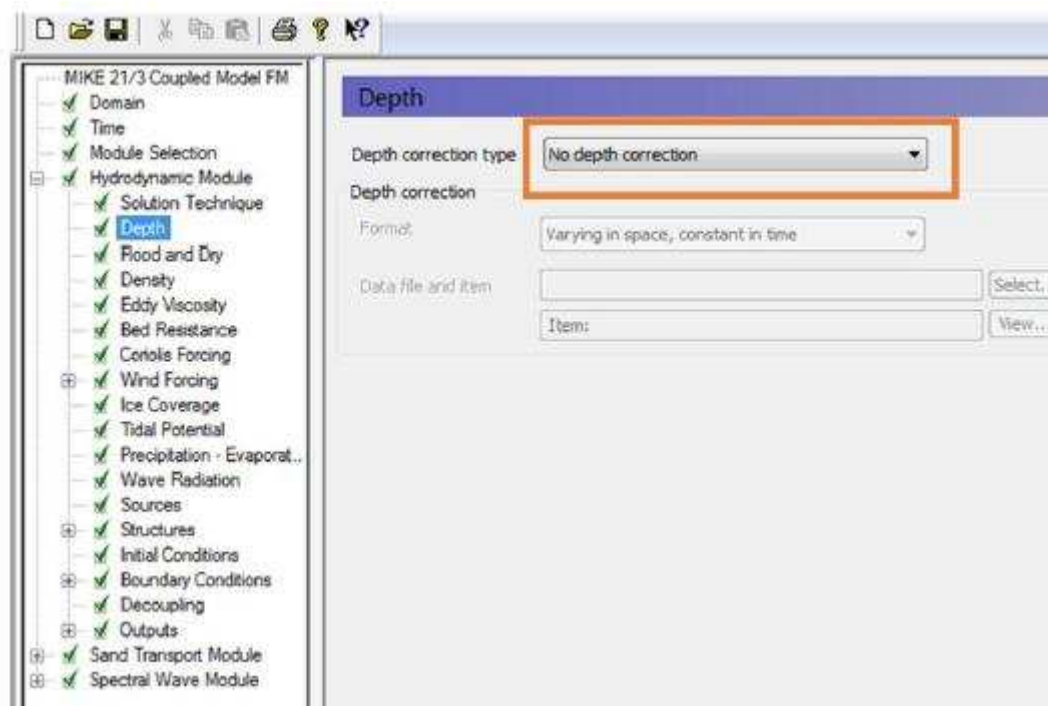 MIKE 21/3 Coupled Model FM
Domain
Time
Module Selection
Hydrodynamic Module
Solution Technique
Depth
Flood and Dry
Density
Eddy Viscosity
Bed Resistance
Coriolis Forcing
Wind Forcing
Ice Coverage
Tidal Potential
Precipitation - Evaporat..
Wave Radiation
Sources
Structures
Initial Conditions
Boundary Conditions
Decoupling
Outputs
Sand Transport Module
Spectral Wave Module
Depth
Depth correction type No depth correction
Depth correction
Format Varying in space, constant in time
Data file and item Select.
Item: View..